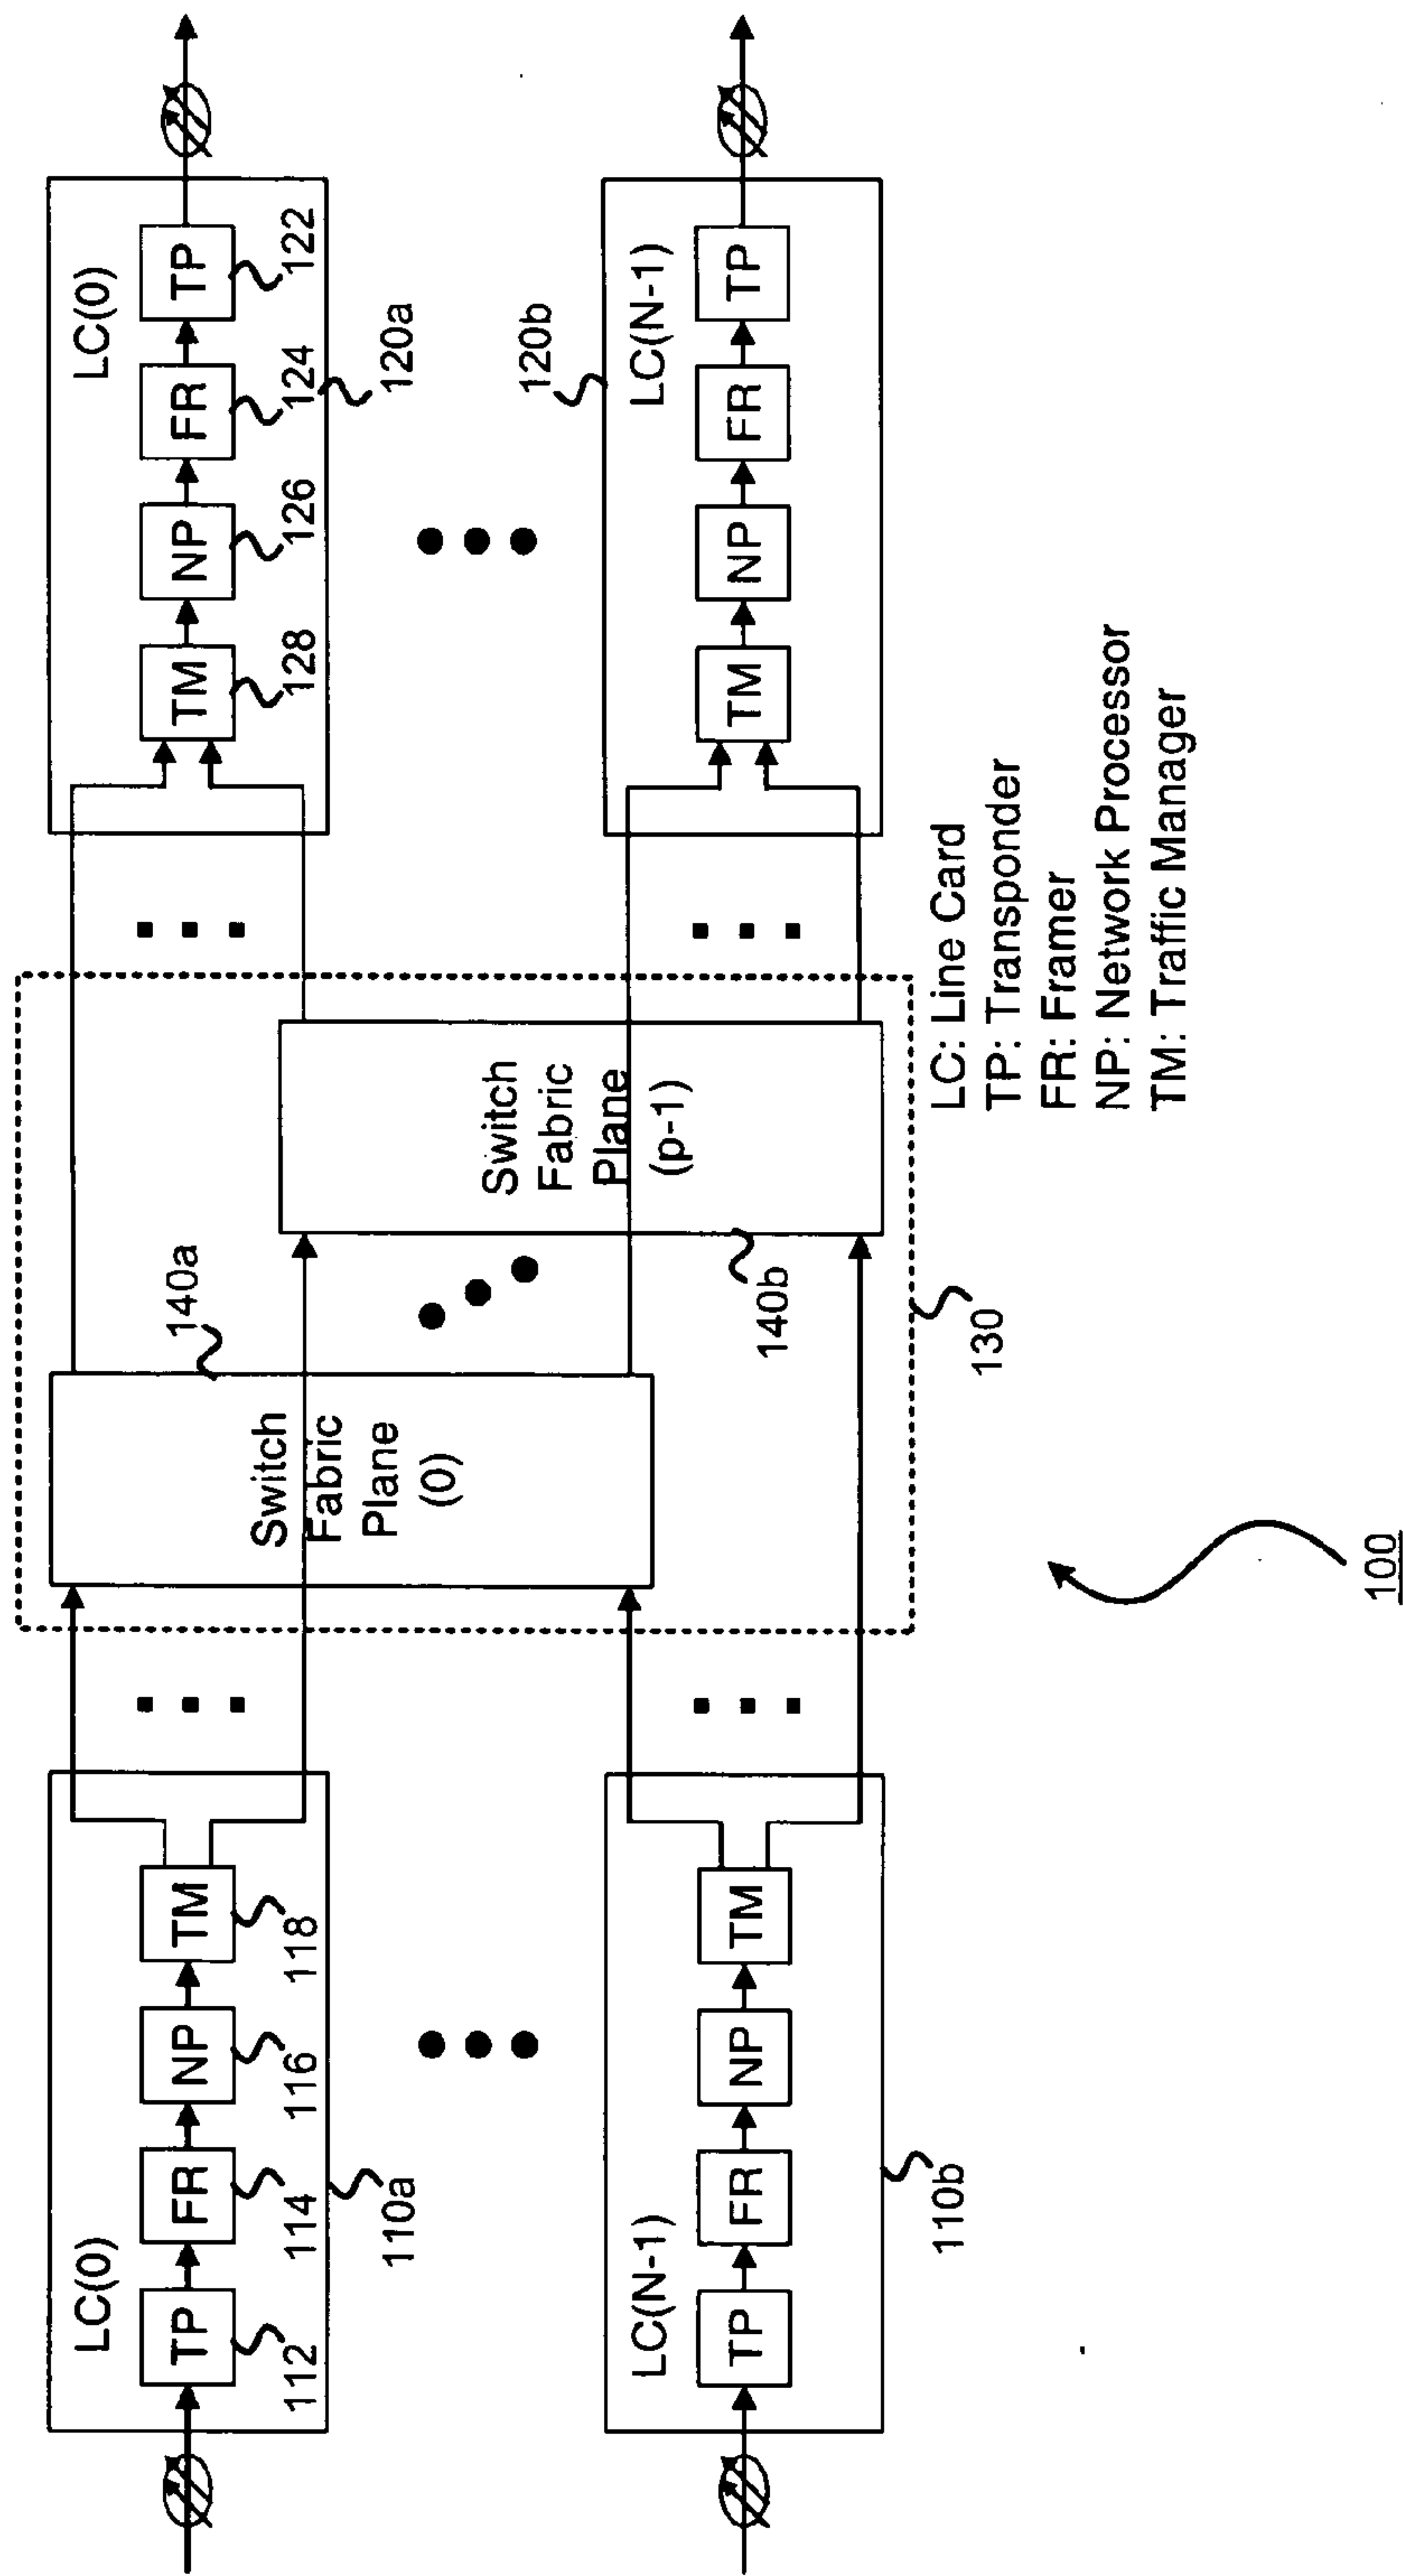 LC(0)
TP
FR
NP
TM
112
114
116
118
110a
LC(N-1)
TP
FR
NP
TM
110b
Switch
Fabric
Plane
(0)
140a
Switch
Fabric
Plane
(p-1)
140b
130
LC(0)
TM
NP
FR
TP
128
126
124
122
120a
120b
LC(N-1)
TM
NP
FR
TP
LC: Line Card
TP: Transponder
FR: Framer
NP: Network Processor
TM: Traffic Manager
100